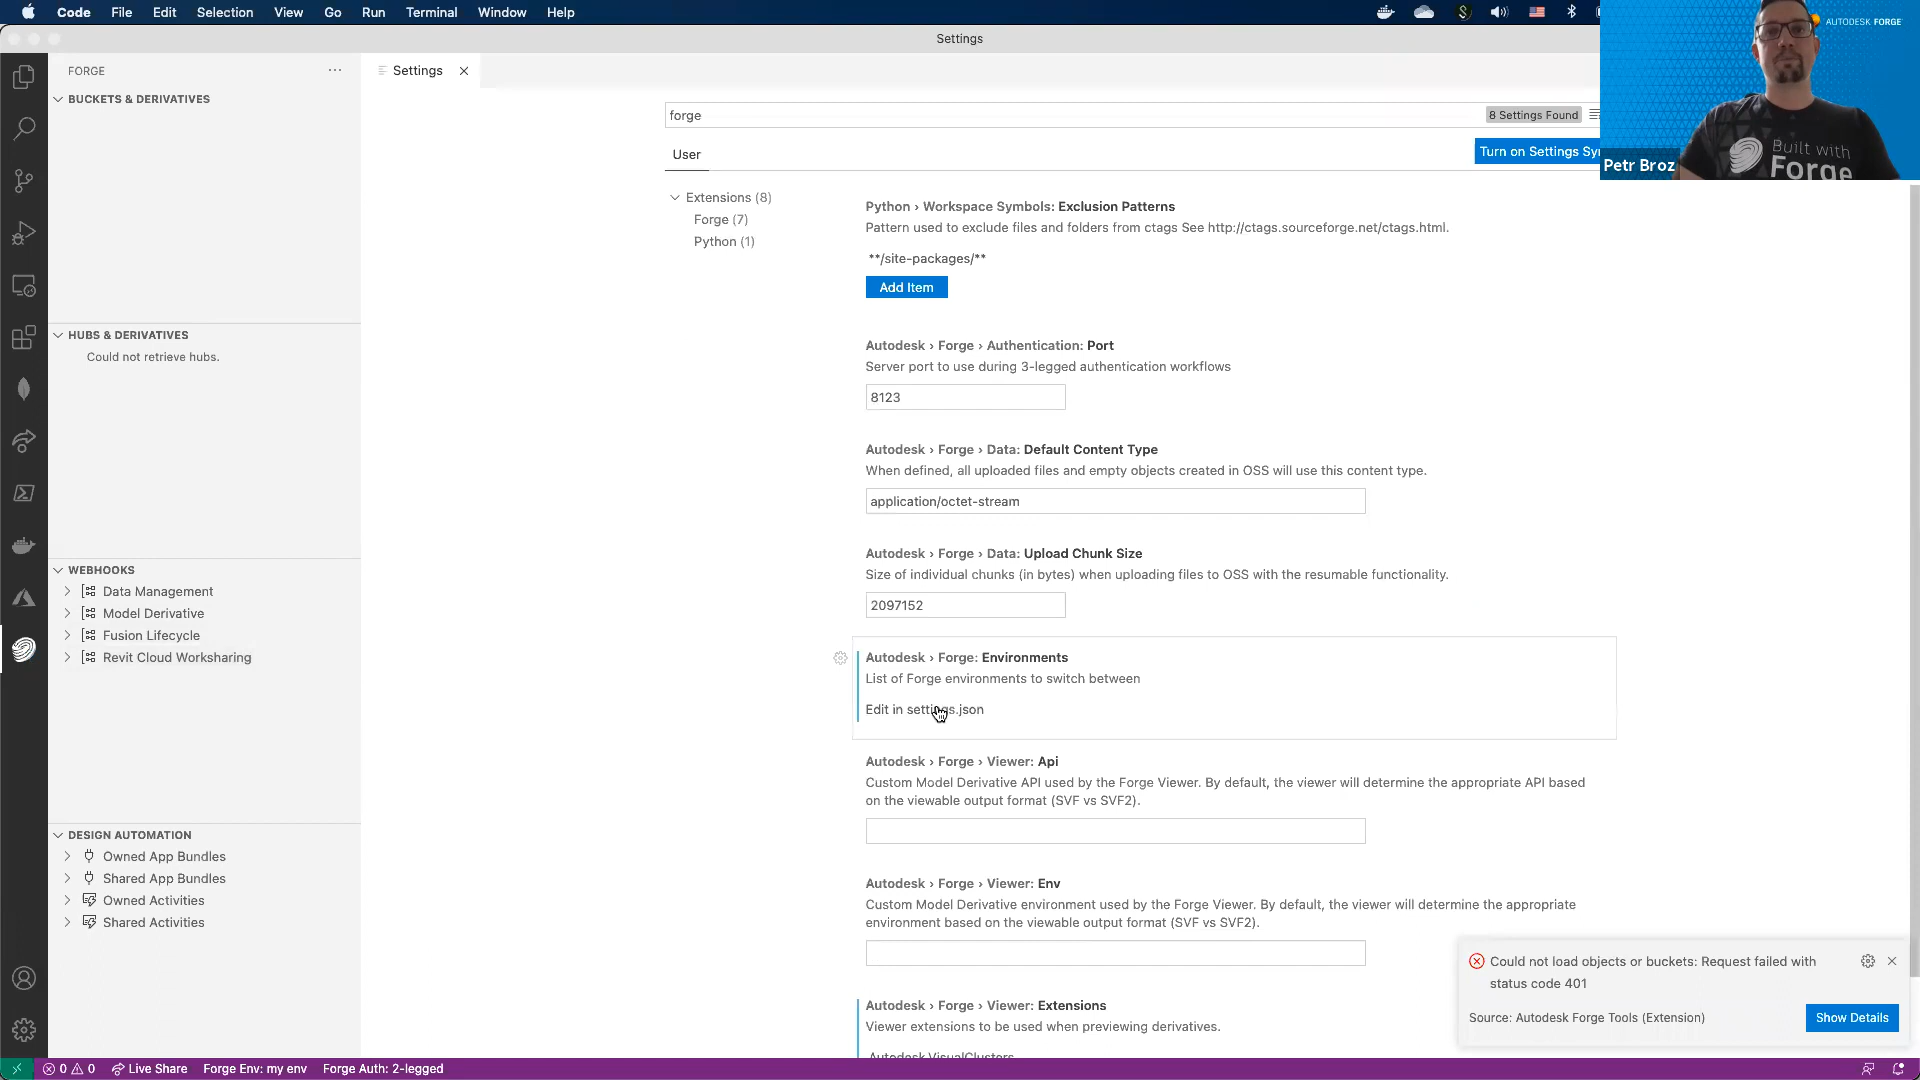 Code File Edit Selection View Go Run Terminal Window Help
Settings
AUTODESK FORGE
Built with
Forge
Petr Broz
FORGE
Settings
BUCKETS & DERIVATIVES
HUBS & DERIVATIVES
Could not retrieve hubs.
WEBHOOKS
Data Management
Model Derivative
Fusion Lifecycle
Revit Cloud Worksharing
DESIGN AUTOMATION
Owned App Bundles
Shared App Bundles
Owned Activities
Shared Activities
forge
8 Settings Found
User
Turn on Settings Sy
Extensions (8)
Forge (7)
Python (1)
Python › Workspace Symbols: Exclusion Patterns
Pattern used to exclude files and folders from ctags See http://ctags.sourceforge.net/ctags.html.
**/site-packages/**
Add Item
Autodesk › Forge › Authentication: Port
Server port to use during 3-legged authentication workflows
8123
Autodesk › Forge › Data: Default Content Type
When defined, all uploaded files and empty objects created in OSS will use this content type.
application/octet-stream
Autodesk › Forge › Data: Upload Chunk Size
Size of individual chunks (in bytes) when uploading files to OSS with the resumable functionality.
2097152
Autodesk › Forge: Environments
List of Forge environments to switch between
Edit in settings.json
Autodesk › Forge › Viewer: Api
Custom Model Derivative API used by the Forge Viewer. By default, the viewer will determine the appropriate API based
on the viewable output format (SVF vs SVF2).
Autodesk › Forge › Viewer: Env
Custom Model Derivative environment used by the Forge Viewer. By default, the viewer will determine the appropriate
environment based on the viewable output format (SVF vs SVF2).
Autodesk › Forge › Viewer: Extensions
Viewer extensions to be used when previewing derivatives.
Autodesk.VisualClusters
Could not load objects or buckets: Request failed with
status code 401
Source: Autodesk Forge Tools (Extension)
Show Details
0 0 Live Share Forge Env: my env Forge Auth: 2-legged